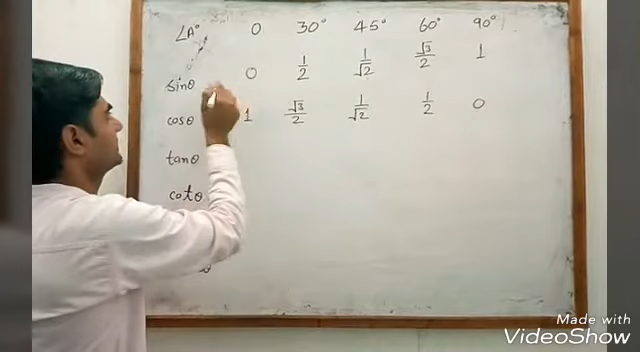 ∠A° 0 30° 45° 60° 90°
sinθ 0 1/2 1/√2 √3/2 1
cosθ 1 √3/2 1/√2 1/2 0
tanθ
cotθ
Made with
VideoShow